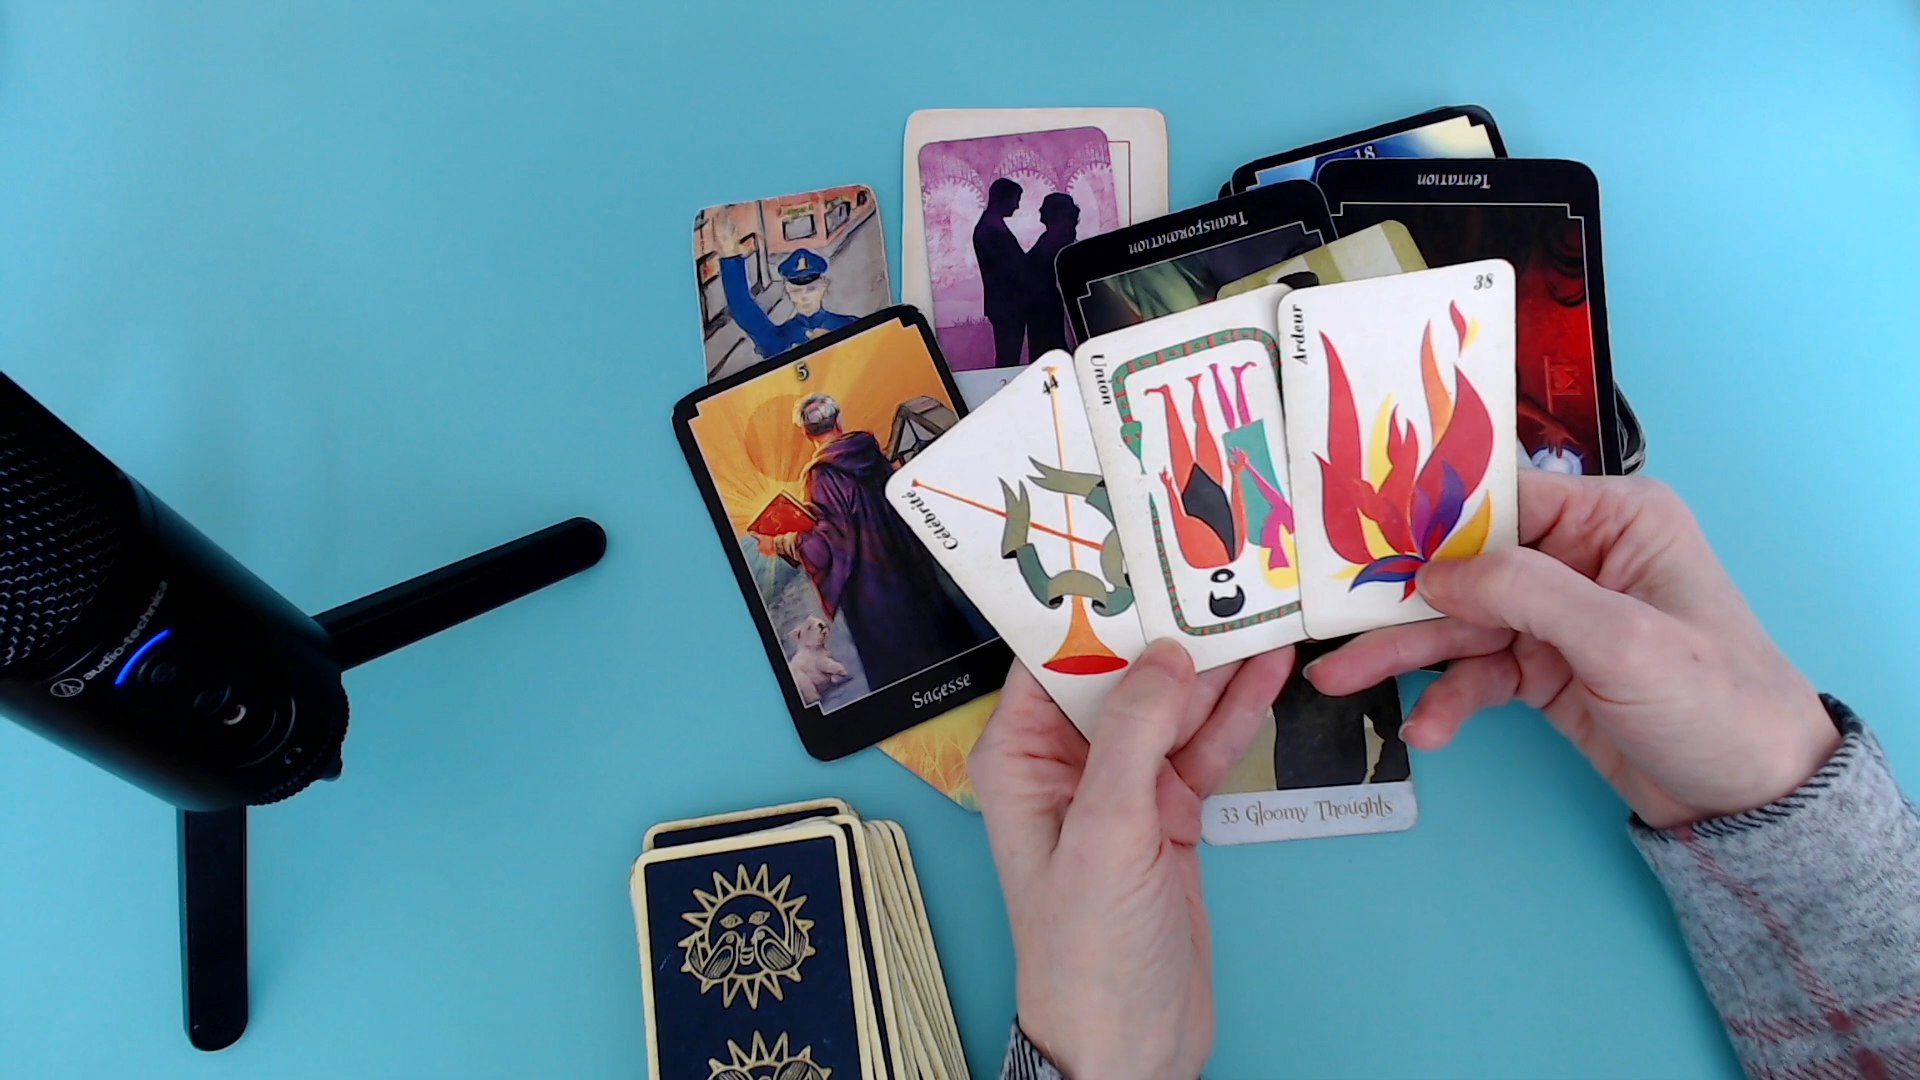 18
Tentation
Transformation
38
Ardeur
Union
44
Célébrité
5
Sagesse
33 Gloomy Thoughts
audio-technica